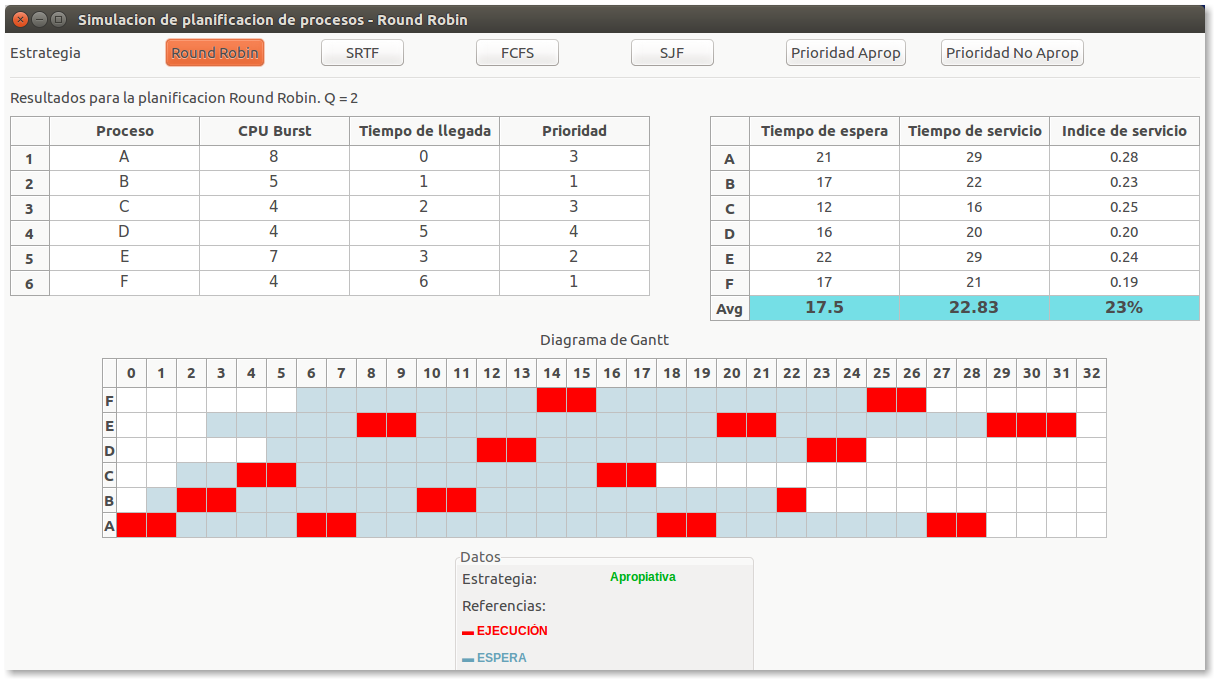 Simulacion de planificacion de procesos - Round Robin
Estrategia Round Robin SRTF FCFS SJF Prioridad Aprop Prioridad No Aprop
Resultados para la planificacion Round Robin. Q = 2
Proceso CPU Burst Tiempo de llegada Prioridad
1 A 8 0 3
2 B 5 1 1
3 C 4 2 3
4 D 4 5 4
5 E 7 3 2
6 F 4 6 1
Tiempo de espera Tiempo de servicio Indice de servicio
A 21 29 0.28
B 17 22 0.23
C 12 16 0.25
D 16 20 0.20
E 22 29 0.24
F 17 21 0.19
Avg 17.5 22.83 23%
Diagrama de Gantt
0 1 2 3 4 5 6 7 8 9 10 11 12 13 14 15 16 17 18 19 20 21 22 23 24 25 26 27 28 29 30 31 32
F
E
D
C
B
A
Datos
Estrategia: Apropiativa
Referencias:
EJECUCIÓN
ESPERA